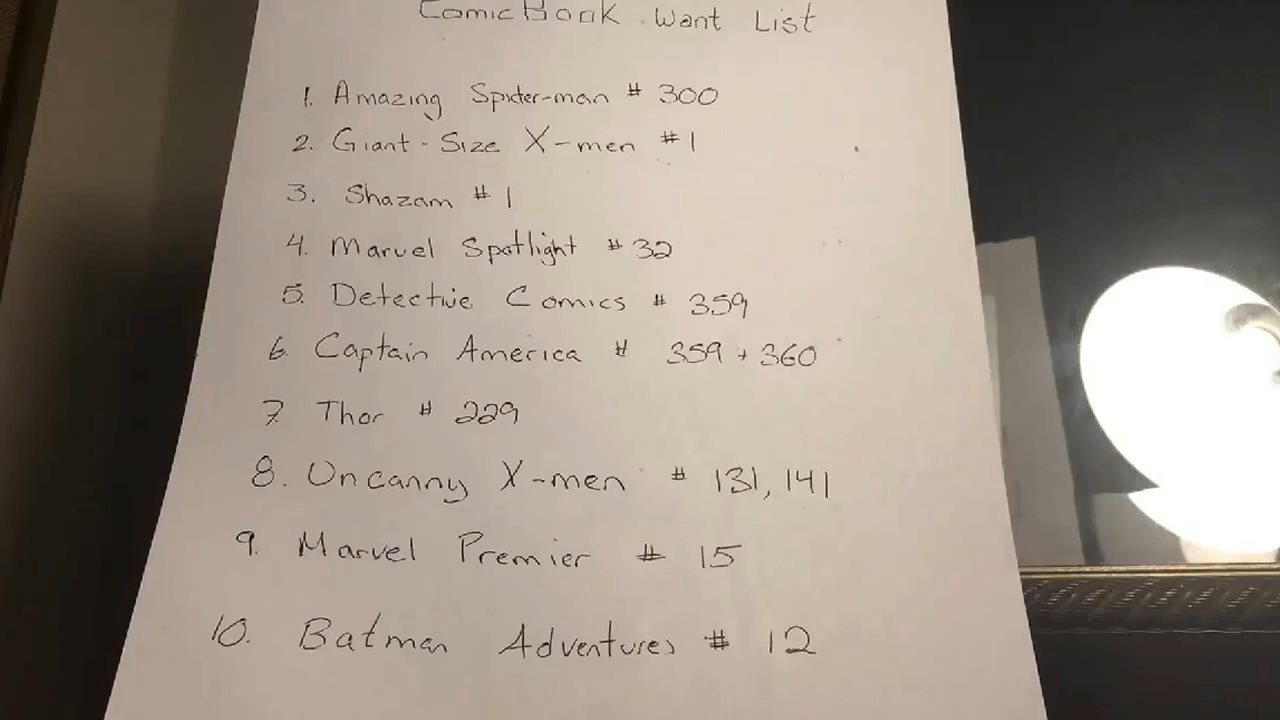 Comic Book Want List
1. Amazing Spider-man # 300
2. Giant-Size X-men #1
3. Shazam #1
4. Marvel Spotlight #32
5. Detective Comics # 359
6. Captain America # 359 + 360
7. Thor # 229
8. Uncanny X-men # 131, 141
9. Marvel Premier # 15
10. Batman Adventures # 12